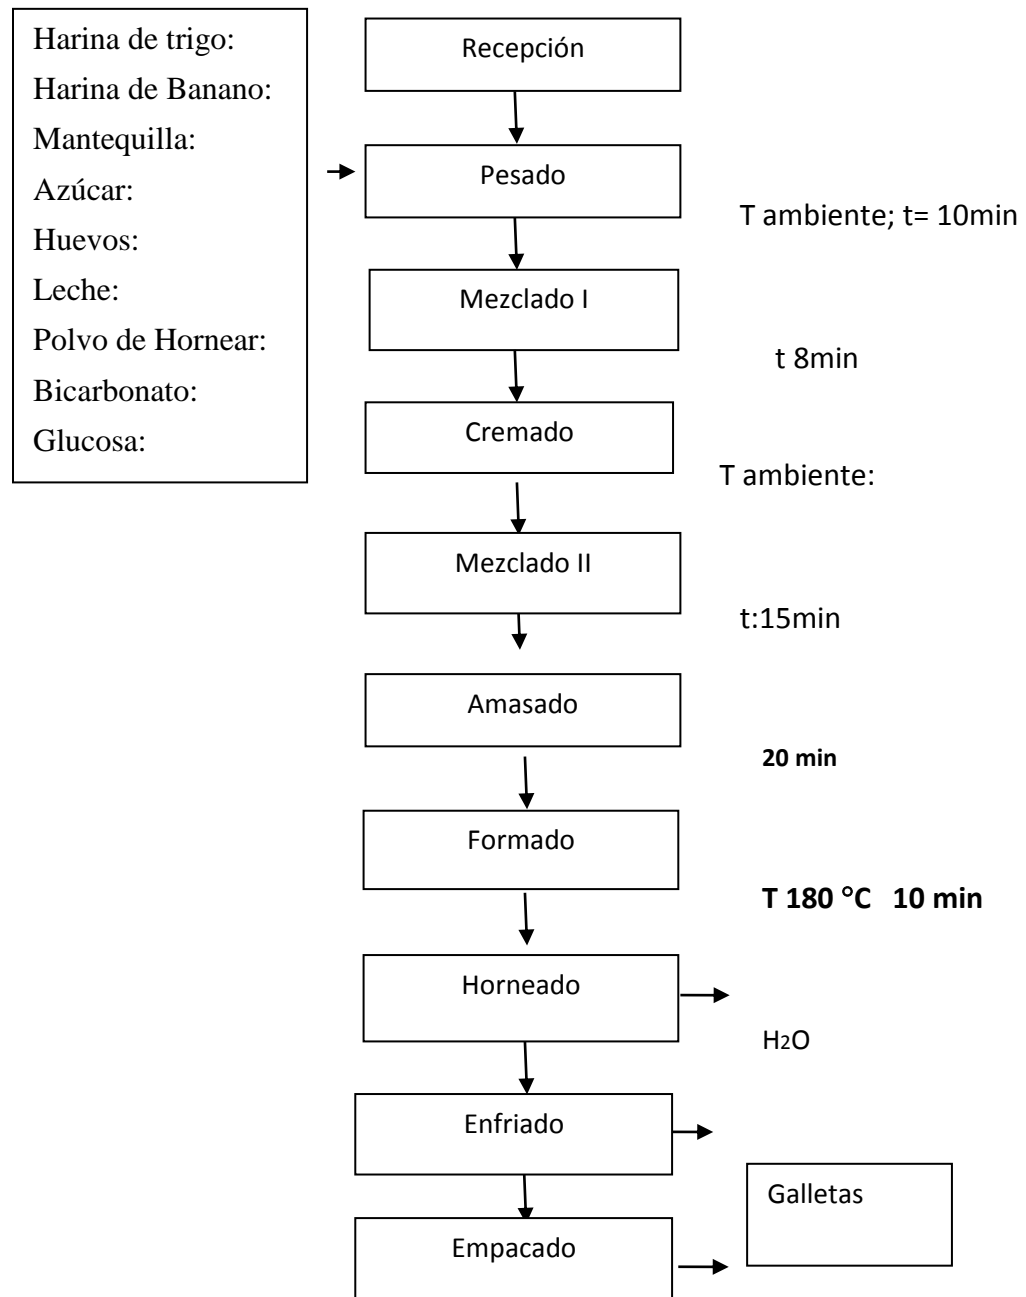 Harina de trigo:
Harina de Banano:
Mantequilla:
Azúcar:
Huevos:
Leche:
Polvo de Hornear:
Bicarbonato:
Glucosa:
Recepción
Pesado
T ambiente; t= 10min
Mezclado I
t 8min
Cremado
T ambiente:
Mezclado II
t:15min
Amasado
20 min
Formado
T 180 °C   10 min
Horneado
H2O
Enfriado
Galletas
Empacado